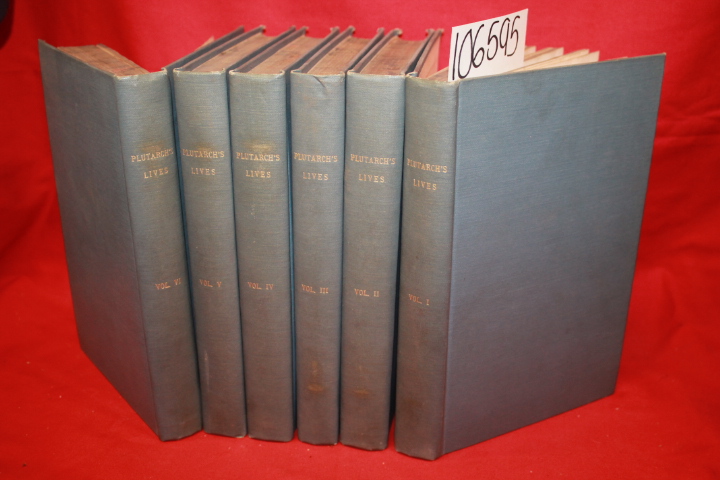 106595
PLUTARCH'S
LIVES
VOL. VI
PLUTARCH'S
LIVES
VOL. V
PLUTARCH'S
LIVES
VOL. IV
PLUTARCH'S
LIVES
VOL. III
PLUTARCH'S
LIVES
VOL. II
PLUTARCH'S
LIVES
VOL. I